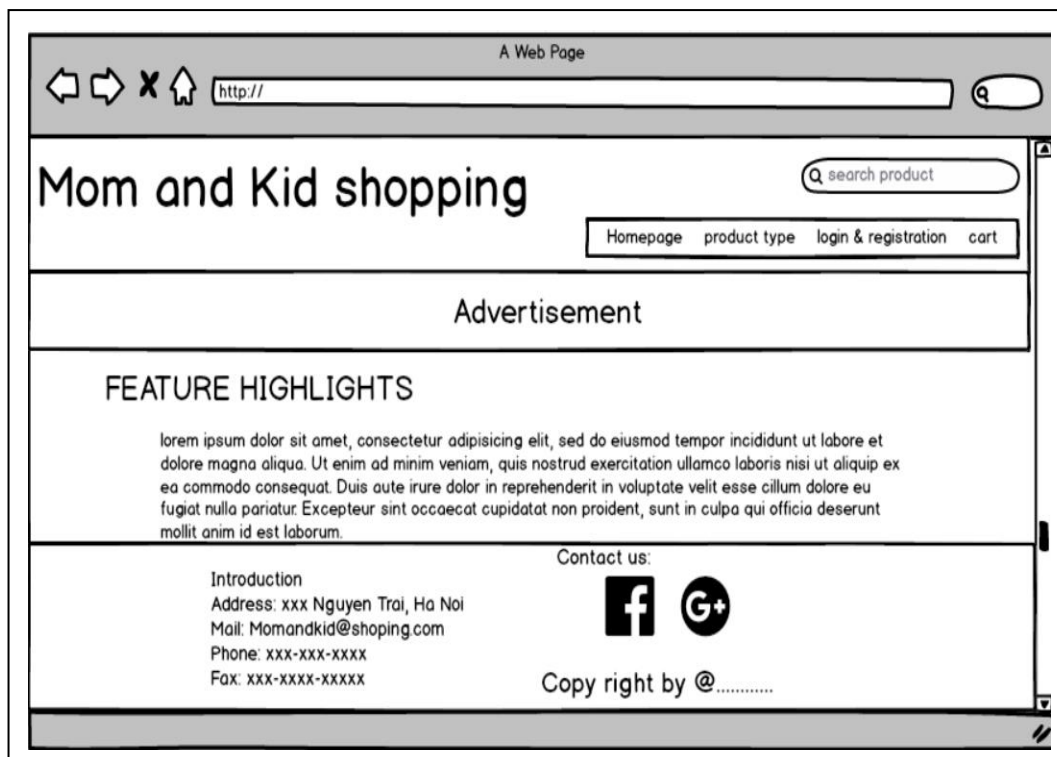 A Web Page
http://
Mom and Kid shopping
search product
Homepage product type login & registration cart
Advertisement
FEATURE HIGHLIGHTS
lorem ipsum dolor sit amet, consectetur adipisicing elit, sed do eiusmod tempor incididunt ut labore et
dolore magna aliqua. Ut enim ad minim veniam, quis nostrud exercitation ullamco laboris nisi ut aliquip ex
ea commodo consequat. Duis aute irure dolor in reprehenderit in voluptate velit esse cillum dolore eu
fugiat nulla pariatur. Excepteur sint occaecat cupidatat non proident, sunt in culpa qui officia deserunt
mollit anim id est laborum.
Introduction
Address: xxx Nguyen Trai, Ha Noi
Mail: Momandkid@shoping.com
Phone: xxx-xxx-xxxx
Fax: xxx-xxxx-xxxxx
Contact us:
f G+
Copy right by @............